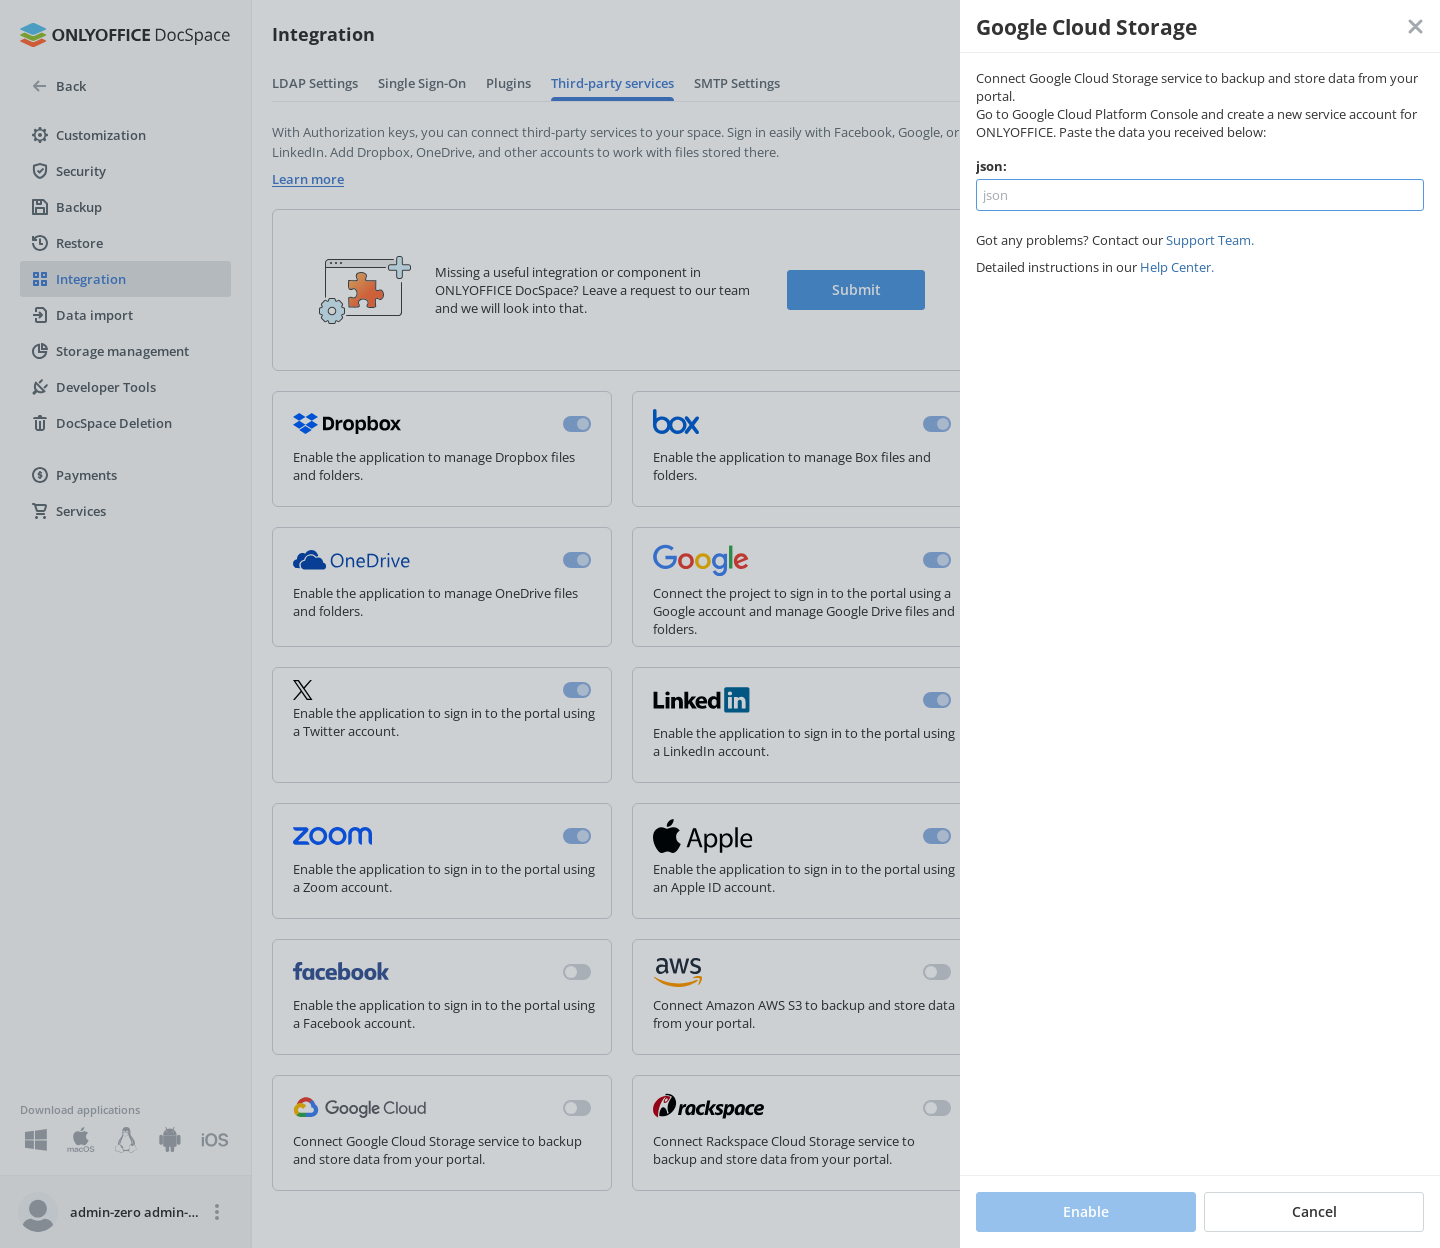 ONLYOFFICE DocSpace
Back
Customization
Security
Backup
Restore
Integration
Data import
Storage management
Developer Tools
DocSpace Deletion
Payments
Services
Download applications
macOS
iOS
admin-zero admin-...
Integration
LDAP Settings
Single Sign-On
Plugins
Third-party services
SMTP Settings
With Authorization keys, you can connect third-party services to your space. Sign in easily with Facebook, Google, or
LinkedIn. Add Dropbox, OneDrive, and other accounts to work with files stored there.
Learn more
Missing a useful integration or component in
ONLYOFFICE DocSpace? Leave a request to our team
and we will look into that.
Submit
Dropbox
Enable the application to manage Dropbox files
and folders.
box
Enable the application to manage Box files and
folders.
OneDrive
Enable the application to manage OneDrive files
and folders.
Google
Connect the project to sign in to the portal using a
Google account and manage Google Drive files and
folders.
X
Enable the application to sign in to the portal using
a Twitter account.
Linked in
Enable the application to sign in to the portal using
a LinkedIn account.
zoom
Enable the application to sign in to the portal using
a Zoom account.
Apple
Enable the application to sign in to the portal using
an Apple ID account.
facebook
Enable the application to sign in to the portal using
a Facebook account.
aws
Connect Amazon AWS S3 to backup and store data
from your portal.
Google Cloud
Connect Google Cloud Storage service to backup
and store data from your portal.
rackspace
Connect Rackspace Cloud Storage service to
backup and store data from your portal.
Google Cloud Storage
Connect Google Cloud Storage service to backup and store data from your
portal.
Go to Google Cloud Platform Console and create a new service account for
ONLYOFFICE. Paste the data you received below:
json:
json
Got any problems? Contact our Support Team.
Detailed instructions in our Help Center.
Enable
Cancel